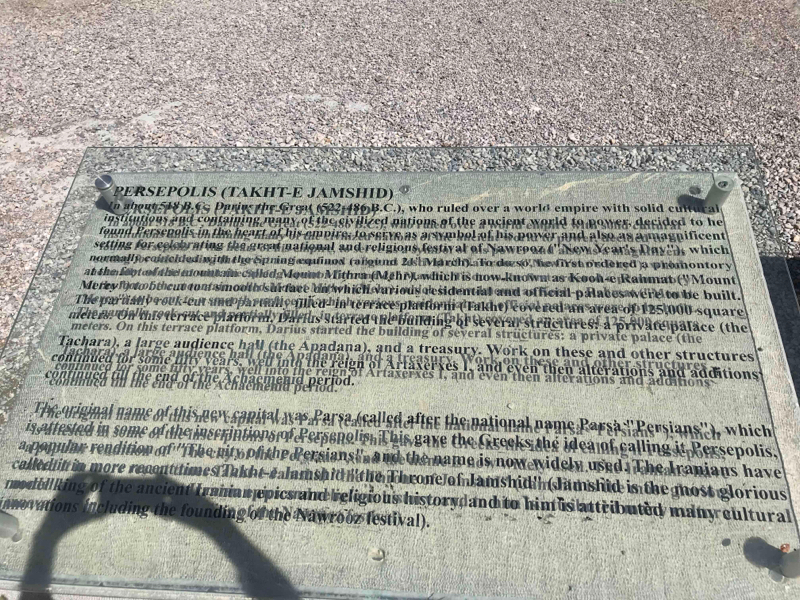 PERSEPOLIS (TAKHT-E JAMSHID)
In about 518 B.C., Darius the Great (522-486 B.C.), who ruled over a world empire with solid cultural
institutions and containing many of the civilized nations of the ancient world to power, decided to he
found Persepolis in the heart of his empire to serve as a symbol of his power and also as a magnificent
setting for celebrating the great national and religious festival of Nawrooz ("New Year's Day"), which
normally coincided with the Spring equinox (around 21st March). To do so, he first ordered a promontory
at the foot of the mountain called Mount Mithra (Mehr), which is now known as Kooh-e Rahmat ("Mount
Mercy") to be cut to a smooth surface on which various residential and official palaces were to be built.
The partially rock-cut and partially filled-in terrace platform (Takht) covered an area of 125,000 square
meters. On this terrace platform, Darius started the building of several structures: a private palace (the
Tachara), a large audience hall (the Apadana), and a treasury. Work on these and other structures
continued for some fifty years, well into the reign of Artaxerxes I, and even then alterations and additions
continued till the end of the Achaemenid period.
The original name of this new capital was Parsa (called after the national name Parsa "Persians"), which
is attested in some of the inscriptions of Persepolis. This gave the Greeks the idea of calling it Persepolis,
a popular rendition of "The city of the Persians", and the name is now widely used. The Iranians have
called it in more recent times Takht-e Jamshid "the Throne of Jamshid" (Jamshid is the most glorious
king of the ancient Iranian epics and religious history, and to him is attributed many cultural
innovations including the founding of the Nawrooz festival).